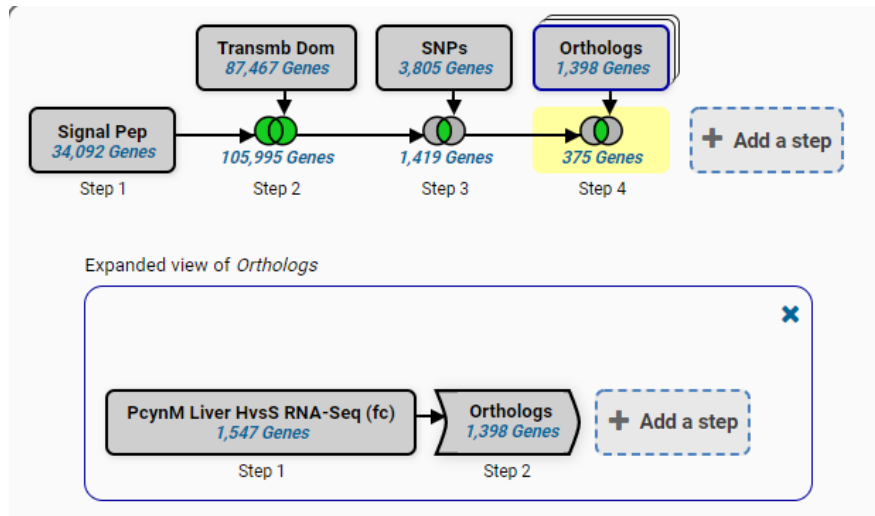 Transmb Dom
87,467 Genes
SNPs
3,805 Genes
Orthologs
1,398 Genes
Signal Pep
34,092 Genes
105,995 Genes
1,419 Genes
375 Genes
+ Add a step
Step 1
Step 2
Step 3
Step 4
Expanded view of Orthologs
PcynM Liver HvsS RNA-Seq (fc)
1,547 Genes
Orthologs
1,398 Genes
+ Add a step
Step 1
Step 2